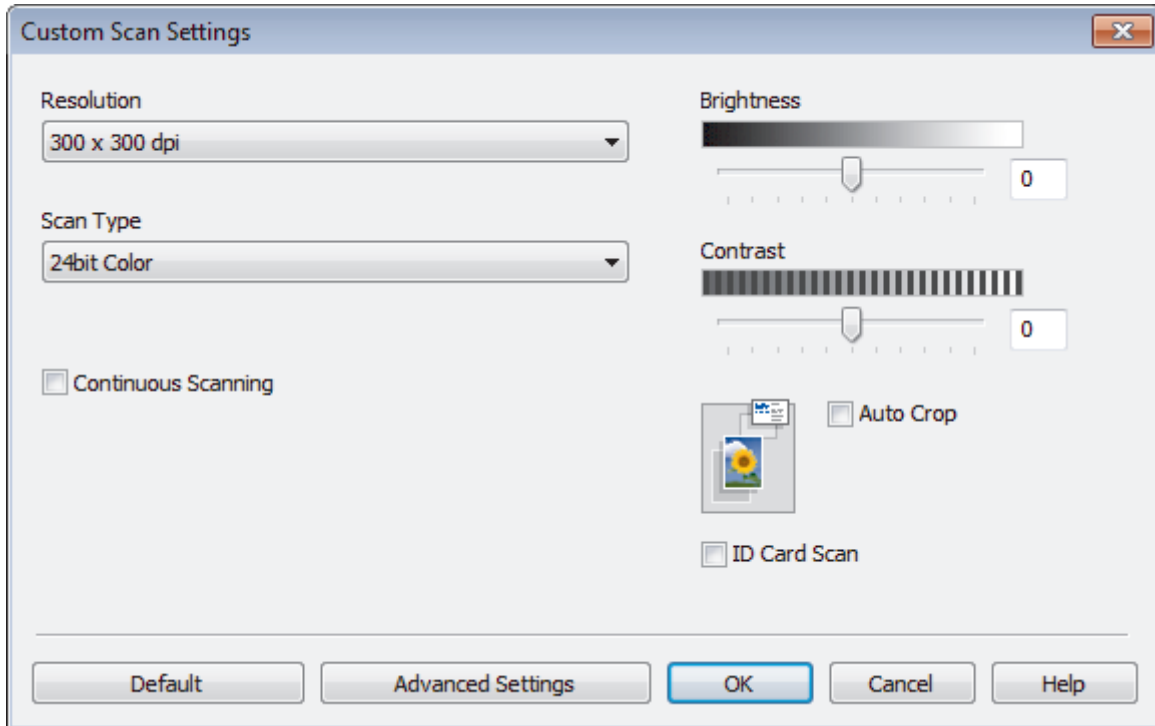 Custom Scan Settings
Resolution
300 x 300 dpi
Scan Type
24bit Color
Continuous Scanning
Brightness
0
Contrast
0
Auto Crop
ID Card Scan
Default
Advanced Settings
OK
Cancel
Help